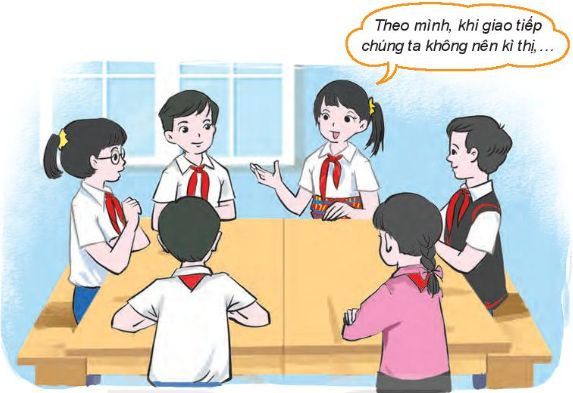 Theo mình, khi giao tiếp
chúng ta không nên kì thị,...